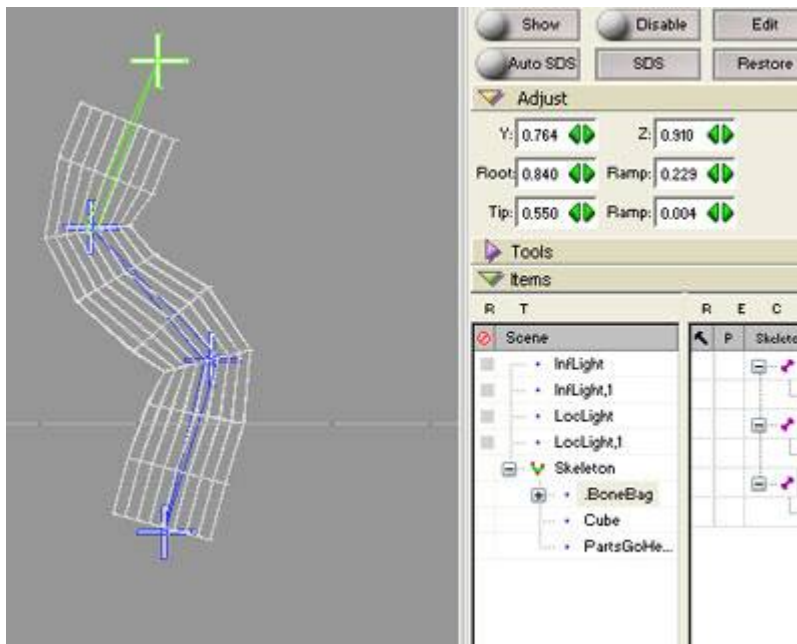 Show Disable Edit
Auto SDS SDS Restore
Adjust
Y: 0.764 Z: 0.910
Root: 0.840 Ramp: 0.229
Tip: 0.550 Ramp: 0.004
Tools
Items
R T R E C
Scene P Skeleto
InfLight
InfLight,1
LocLight
LocLight,1
Skeleton
.BoneBag
Cube
PartsGoHe...